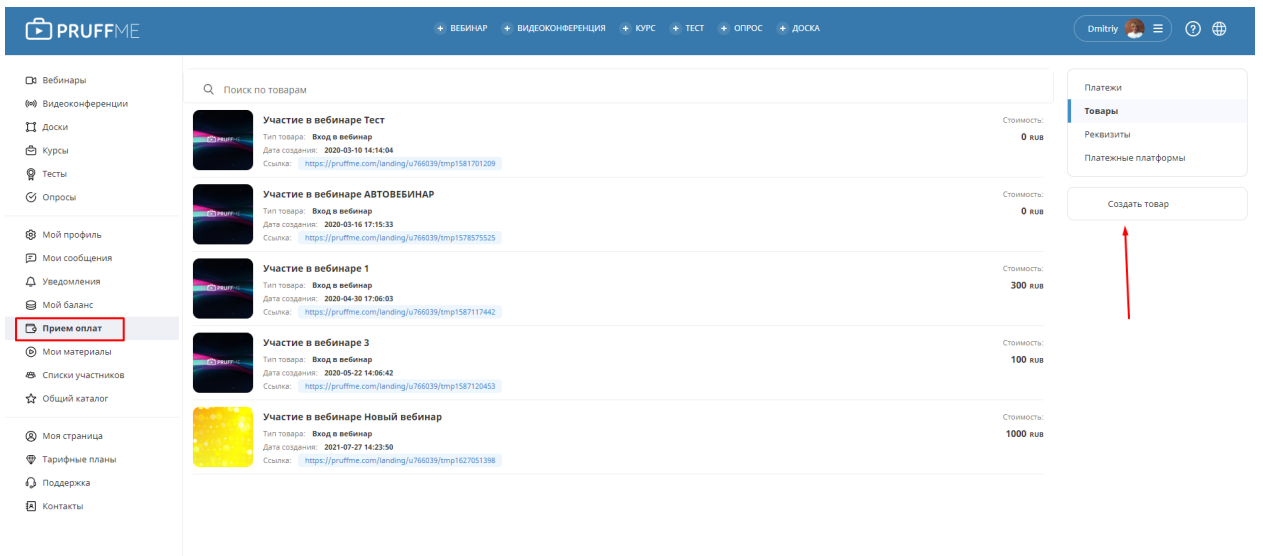 PRUFFME
ВЕБИНАР
ВИДЕОКОНФЕРЕНЦИЯ
КУРС
ТЕСТ
ОПРОС
ДОСКА
Dmitriy
Вебинары
Видеоконференции
Доски
Курсы
Тесты
Опросы
Мой профиль
Мои сообщения
Уведомления
Мой баланс
Прием оплат
Мои материалы
Списки участников
Общий каталог
Моя страница
Тарифные планы
Поддержка
Контакты
Поиск по товарам
Участие в вебинаре Тест
Тип товара: Вход в вебинар
Дата создания: 2020-03-10 14:14:04
Ссылка: https://pruffme.com/landing/u766039/tmp1581701209
Стоимость:
0 RUB
Участие в вебинаре АВТОВЕБИНАР
Тип товара: Вход в вебинар
Дата создания: 2020-03-16 17:15:33
Ссылка: https://pruffme.com/landing/u766039/tmp1578575525
Стоимость:
0 RUB
Участие в вебинаре 1
Тип товара: Вход в вебинар
Дата создания: 2020-04-30 17:06:03
Ссылка: https://pruffme.com/landing/u766039/tmp1587117442
Стоимость:
300 RUB
Участие в вебинаре 3
Тип товара: Вход в вебинар
Дата создания: 2020-05-22 14:06:42
Ссылка: https://pruffme.com/landing/u766039/tmp1587120453
Стоимость:
100 RUB
Участие в вебинаре Новый вебинар
Тип товара: Вход в вебинар
Дата создания: 2021-07-27 14:23:50
Ссылка: https://pruffme.com/landing/u766039/tmp1627051398
Стоимость:
1000 RUB
Платежи
Товары
Реквизиты
Платежные платформы
Создать товар